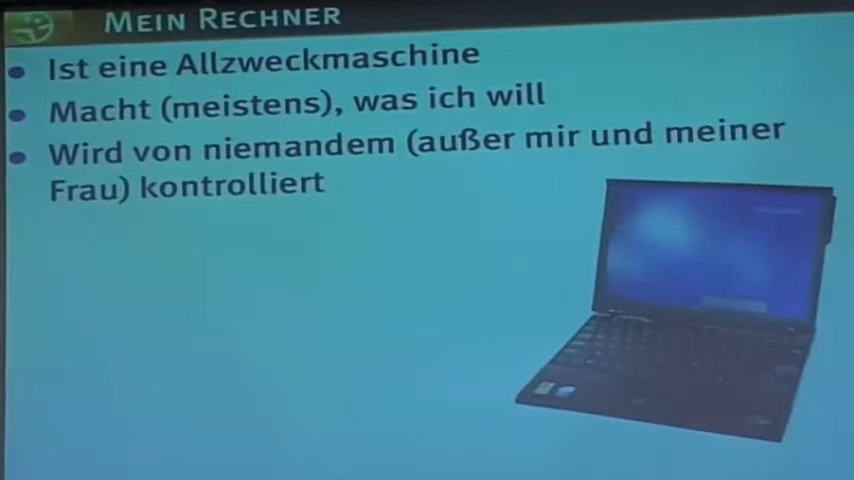 MEIN RECHNER
Ist eine Allzweckmaschine
Macht (meistens), was ich will
Wird von niemandem (außer mir und meiner
Frau) kontrolliert